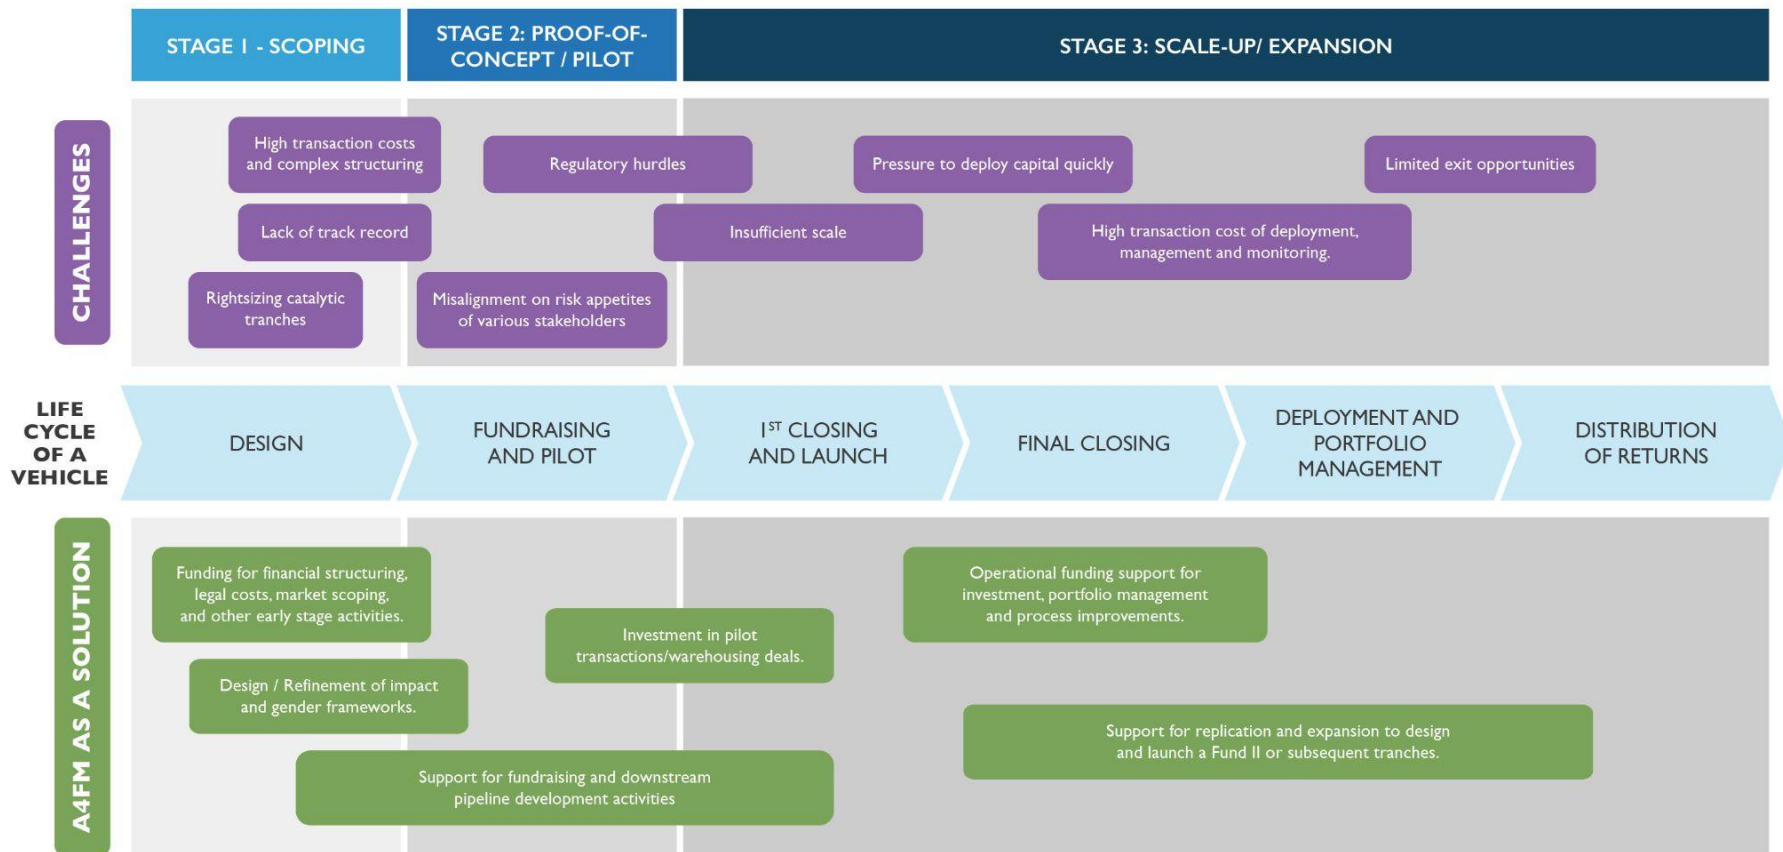 STAGE 1 - SCOPING
STAGE 2: PROOF-OF-
CONCEPT / PILOT
STAGE 3: SCALE-UP/ EXPANSION
CHALLENGES
High transaction costs
and complex structuring
Regulatory hurdles
Pressure to deploy capital quickly
Limited exit opportunities
Lack of track record
Insufficient scale
High transaction cost of deployment,
management and monitoring.
Rightsizing catalytic
tranches
Misalignment on risk appetites
of various stakeholders
LIFE
CYCLE
OF A
VEHICLE
DESIGN
FUNDRAISING
AND PILOT
1ST CLOSING
AND LAUNCH
FINAL CLOSING
DEPLOYMENT AND
PORTFOLIO
MANAGEMENT
DISTRIBUTION
OF RETURNS
A4FM AS A SOLUTION
Funding for financial structuring,
legal costs, market scoping,
and other early stage activities.
Operational funding support for
investment, portfolio management
and process improvements.
Investment in pilot
transactions/warehousing deals.
Design / Refinement of impact
and gender frameworks.
Support for replication and expansion to design
and launch a Fund II or subsequent tranches.
Support for fundraising and downstream
pipeline development activities